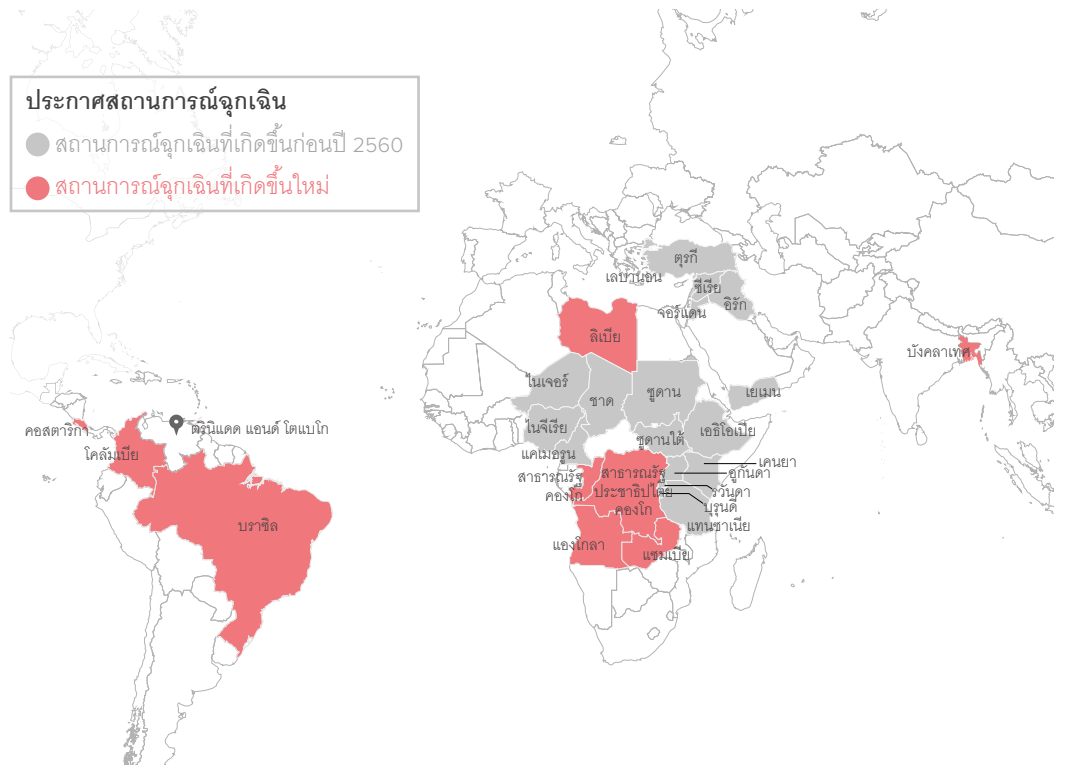 ประกาศสถานการณ์ฉุกเฉิน
สถานการณ์ฉุกเฉินที่เกิดขึ้นก่อนปี 2560
สถานการณ์ฉุกเฉินที่เกิดขึ้นใหม่
ตุรกี
เลบานอน
ซีเรีย
อิรัก
จอร์แดน
ลิเบีย
บังคลาเทศ
ไนเจอร์
ชาด
ซูดาน
เยเมน
คอสตาริกา
ตรินิแดด แอนด์ โตแบโก
โคลัมเบีย
ไนจีเรีย
ซูดานใต้
เอธิโอเปีย
แคเมอรูน
เคนยา
อูกันดา
สาธารณรัฐ
คองโก
สาธารณรัฐ
ประชาธิปไตย
คองโก
รวันดา
บุรุนดี
แทนซาเนีย
บราซิล
แองโกลา
แซมเบีย